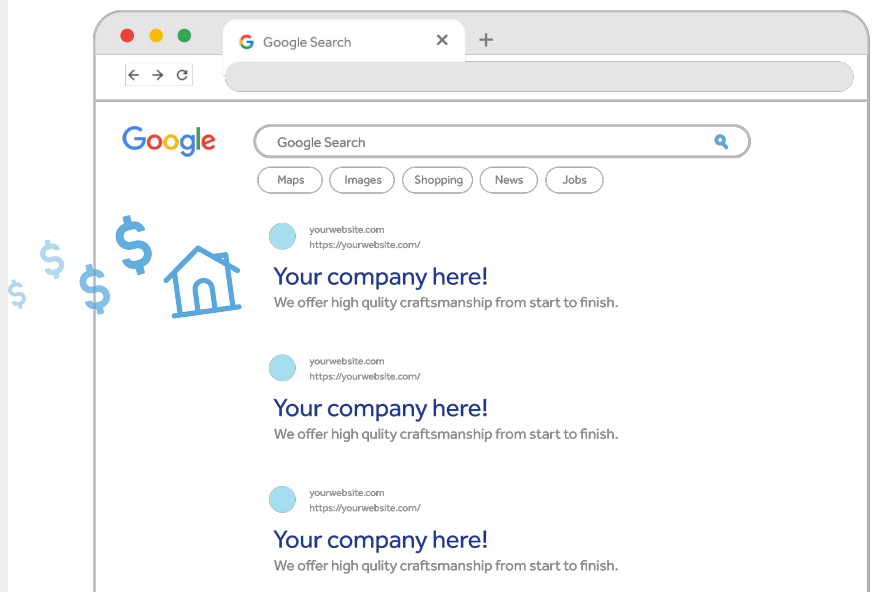 Google Search
Google
Google Search
Maps Images Shopping News Jobs
$
$
$
$
yourwebsite.com
https://yourwebsite.com/
Your company here!
We offer high qulity craftsmanship from start to finish.
yourwebsite.com
https://yourwebsite.com/
Your company here!
We offer high qulity craftsmanship from start to finish.
yourwebsite.com
https://yourwebsite.com/
Your company here!
We offer high qulity craftsmanship from start to finish.